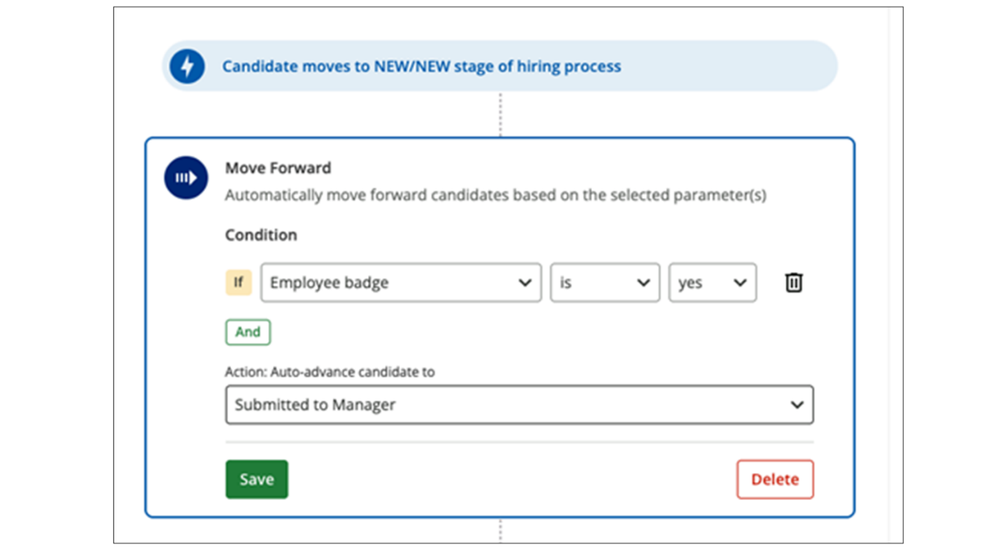 Candidate moves to NEW/NEW stage of hiring process
Move Forward
Automatically move forward candidates based on the selected parameter(s)
Condition
If Employee badge is yes
And
Action: Auto-advance candidate to
Submitted to Manager
Save Delete